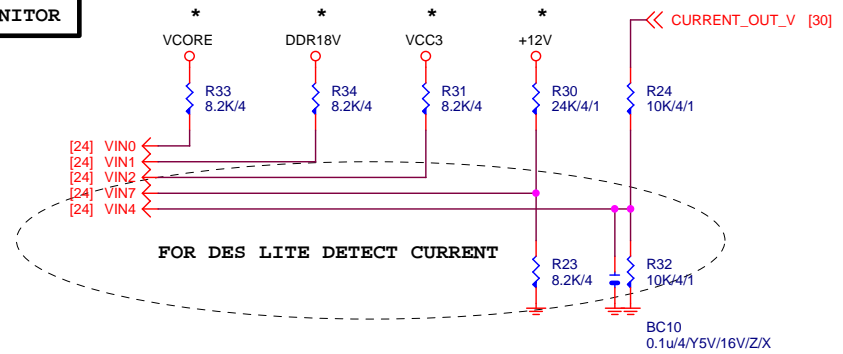 NITOR
* * * *
VCORE DDR18V VCC3 +12V
CURRENT_OUT_V [30]
R33 R34 R31 R30 R24
8.2K/4 8.2K/4 8.2K/4 24K/4/1 10K/4/1
[24] VIN0
[24] VIN1
[24] VIN2
[24] VIN7
[24] VIN4
FOR DES LITE DETECT CURRENT
R23 R32
8.2K/4 10K/4/1
BC10
0.1u/4/Y5V/16V/Z/X